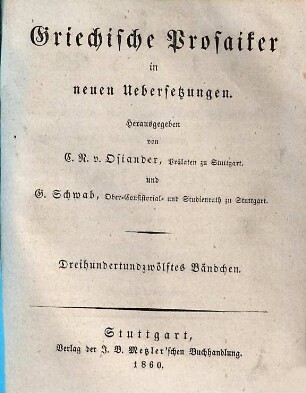 Griechische Prosaiker
in
neuen Uebersetzungen.
Herausgegeben
von
C. N. v. Osiander, Prälaten zu Stuttgart.
und
G. Schwab, Ober-Consistorial- und Studienrath zu Stuttgart.
Dreihundertundzwölftes Bändchen.
Stuttgart,
Verlag der J. B. Metzler'schen Buchhandlung.
1860.